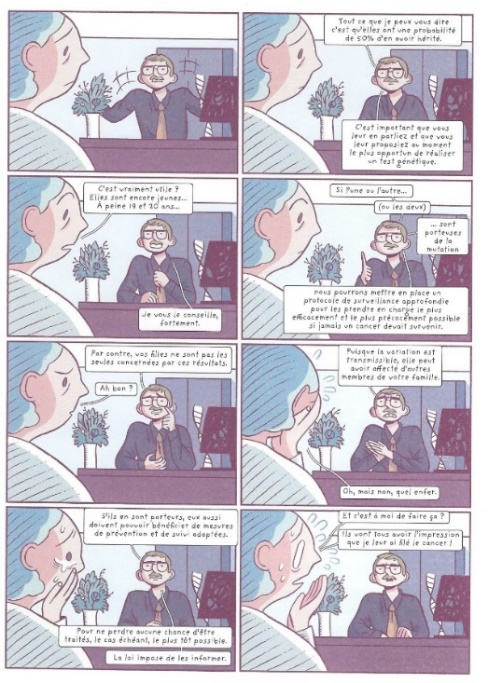 Tout ce que je peux vous dire
c'est qu'elles ont une probabilité
de 50% d'en avoir hérité.
C'est important que vous
leur en parliez et que vous
leur proposiez au moment
le plus opportun de réaliser
un test génétique.
C'est vraiment utile ?
Elles sont encore jeunes...
À peine 19 et 20 ans...
Je vous le conseille,
fortement.
Si l'une ou l'autre...
(ou les deux)
... sont
porteuses
de la
mutation
nous pourrons mettre en place un
protocole de surveillance approfondie
pour les prendre en charge le plus
efficacement et le plus précocement possible
si jamais un cancer devait survenir.
Par contre, vos filles ne sont pas les
seules concernées par ces résultats.
Ah bon ?
Puisque la variation est
transmissible, elle peut
avoir affecté d'autres
membres de votre famille.
Oh, mais non, quel enfer.
S'ils en sont porteurs, eux aussi
doivent pouvoir bénéficier de mesures
de prévention et de suivi adaptées.
Pour ne perdre aucune chance d'être
traités, le cas échéant, le plus tôt possible.
La loi impose de les informer.
Et c'est à moi de faire ça ?
Ils vont tous avoir l'impression
que je leur ai filé le cancer !